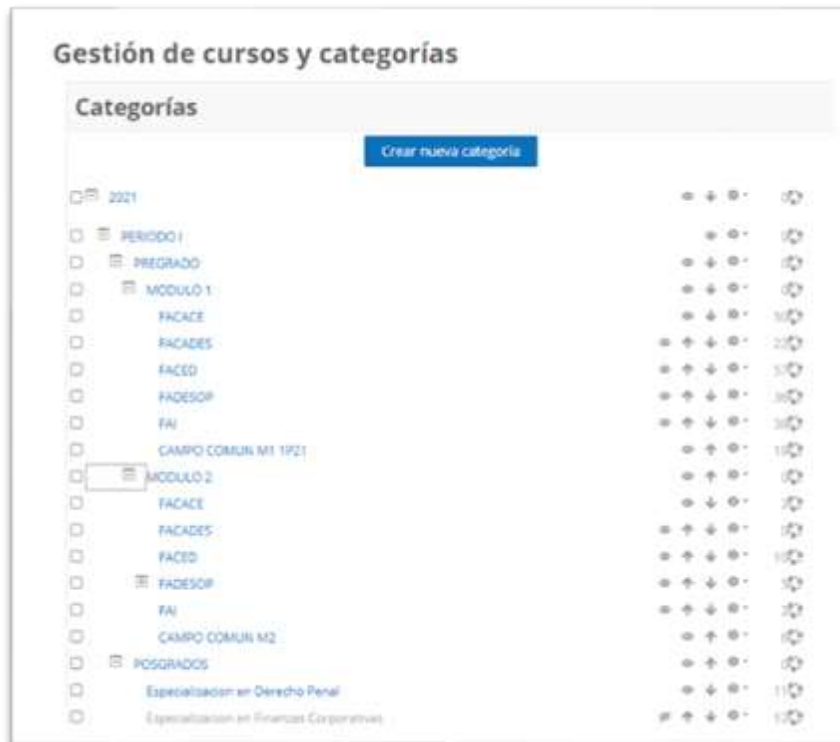 Gestión de cursos y categorías
Categorías
Crear nueva categoría
2021
PERIODO I
PREGRADO
MODULO 1
FACACE
FACADES
FACED
FADESOP
FAI
CAMPO COMUN M1 1P21
MODULO 2
FACACE
FACADES
FACED
FADESOP
FAI
CAMPO COMUN M2
POSGRADOS
Especializacion en Derecho Penal
Especializacion en Finanzas Corporativas